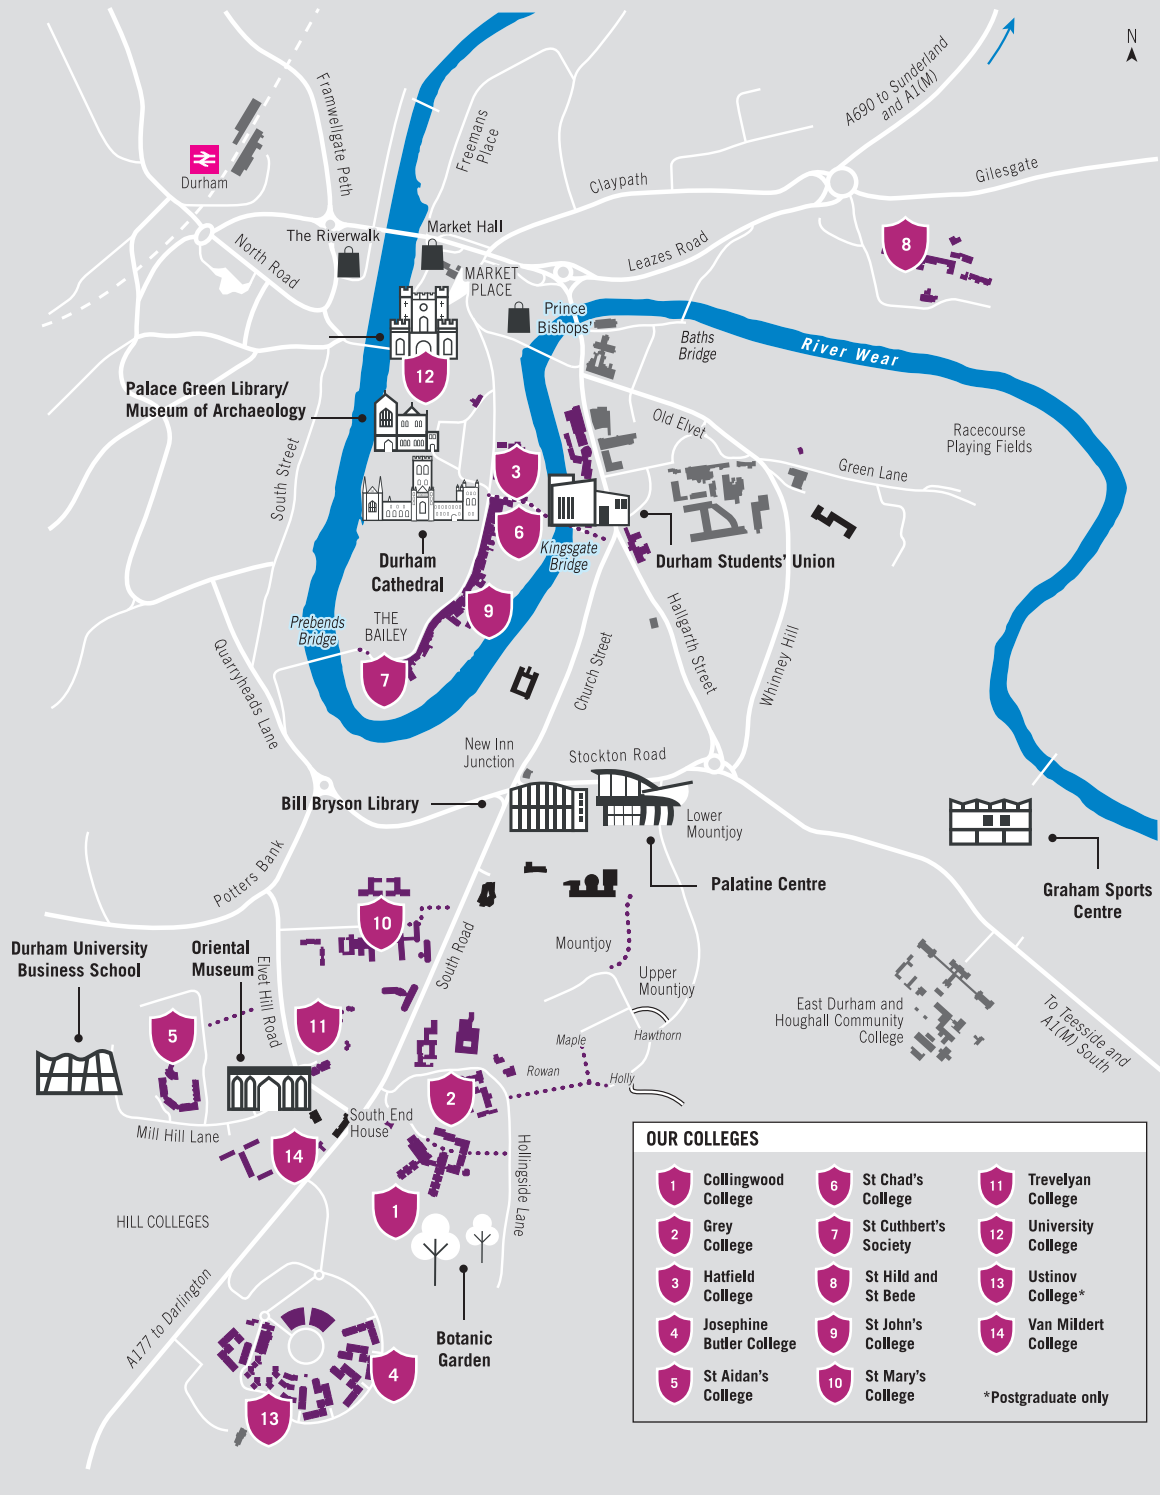 N
A690 to Sunderland
and A1(M)
Framwellgate Peth
Freemans
Place
Durham
Claypath
Gilesgate
The Riverwalk
Market Hall
North Road
Leazes Road
8
MARKET
PLACE
Prince
Bishops'
Baths
Bridge
River Wear
12
Palace Green Library/
Museum of Archaeology
Old Elvet
Racecourse
Playing Fields
South Street
Green Lane
3
6
Kingsgate
Bridge
Durham
Cathedral
Durham Students' Union
9
Prebends
Bridge
THE
BAILEY
Hallgarth Street
Whinney Hill
Church Street
Quarryheads Lane
7
New Inn
Junction
Stockton Road
Bill Bryson Library
Lower
Mountjoy
Potters Bank
Palatine Centre
Graham Sports
Centre
10
Durham University
Business School
Oriental
Museum
Elvet Hill Road
South Road
Mountjoy
Upper
Mountjoy
East Durham and
Houghall Community
College
To Teesside and
A1(M) South
5
11
Maple
Hawthorn
Rowan
Holly
2
South End
House
Mill Hill Lane
14
Hollingside Lane
1
HILL COLLEGES
A177 to Darlington
Botanic
Garden
4
13
OUR COLLEGES
1 Collingwood
College
2 Grey
College
3 Hatfield
College
4 Josephine
Butler College
5 St Aidan's
College
6 St Chad's
College
7 St Cuthbert's
Society
8 St Hild and
St Bede
9 St John's
College
10 St Mary's
College
11 Trevelyan
College
12 University
College
13 Ustinov
College*
14 Van Mildert
College
*Postgraduate only